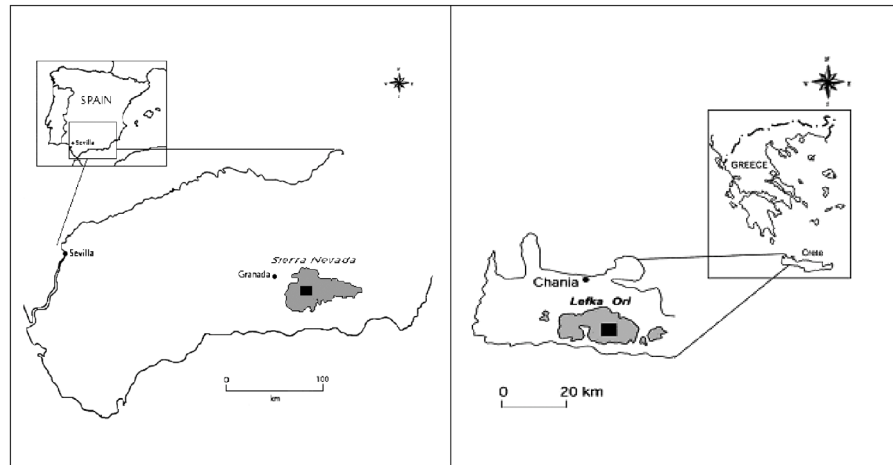 SPAIN
Sevilla
Sevilla
Sierra Nevada
Granada
0 100
km
N
GREECE
Crete
Chania
Lefka Ori
0 20 km